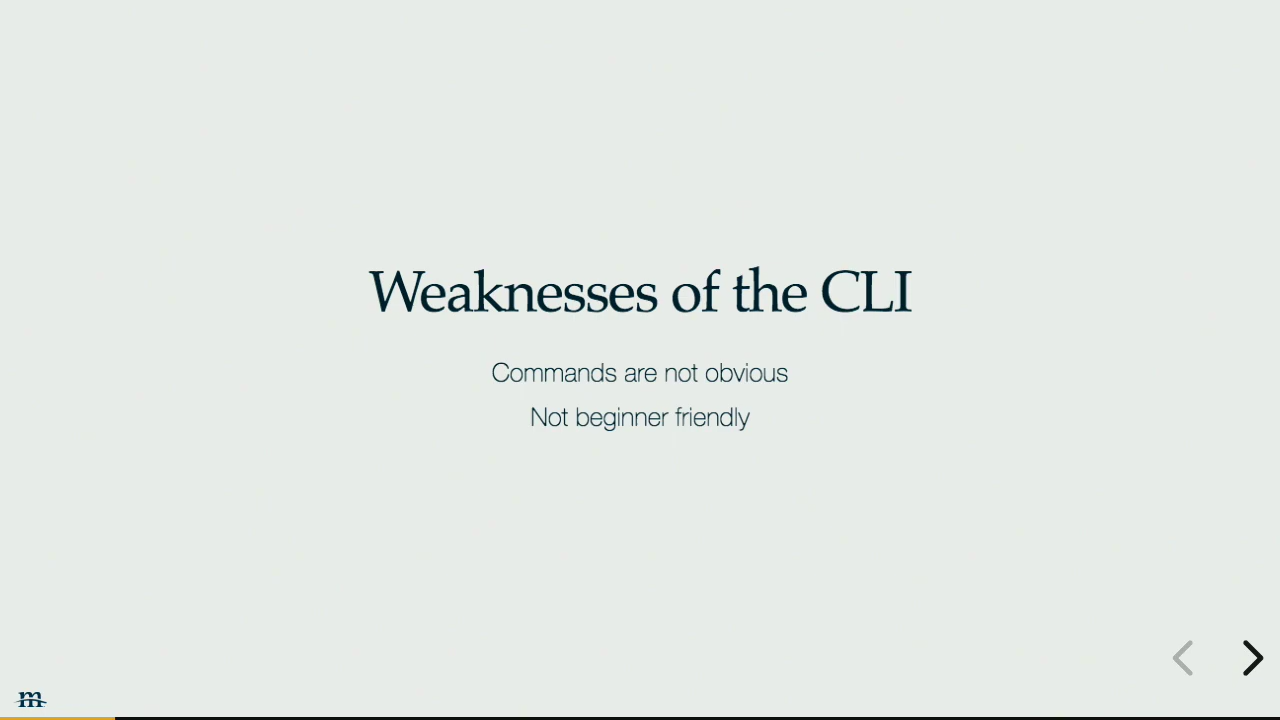 Weaknesses of the CLI
Commands are not obvious
Not beginner friendly
m